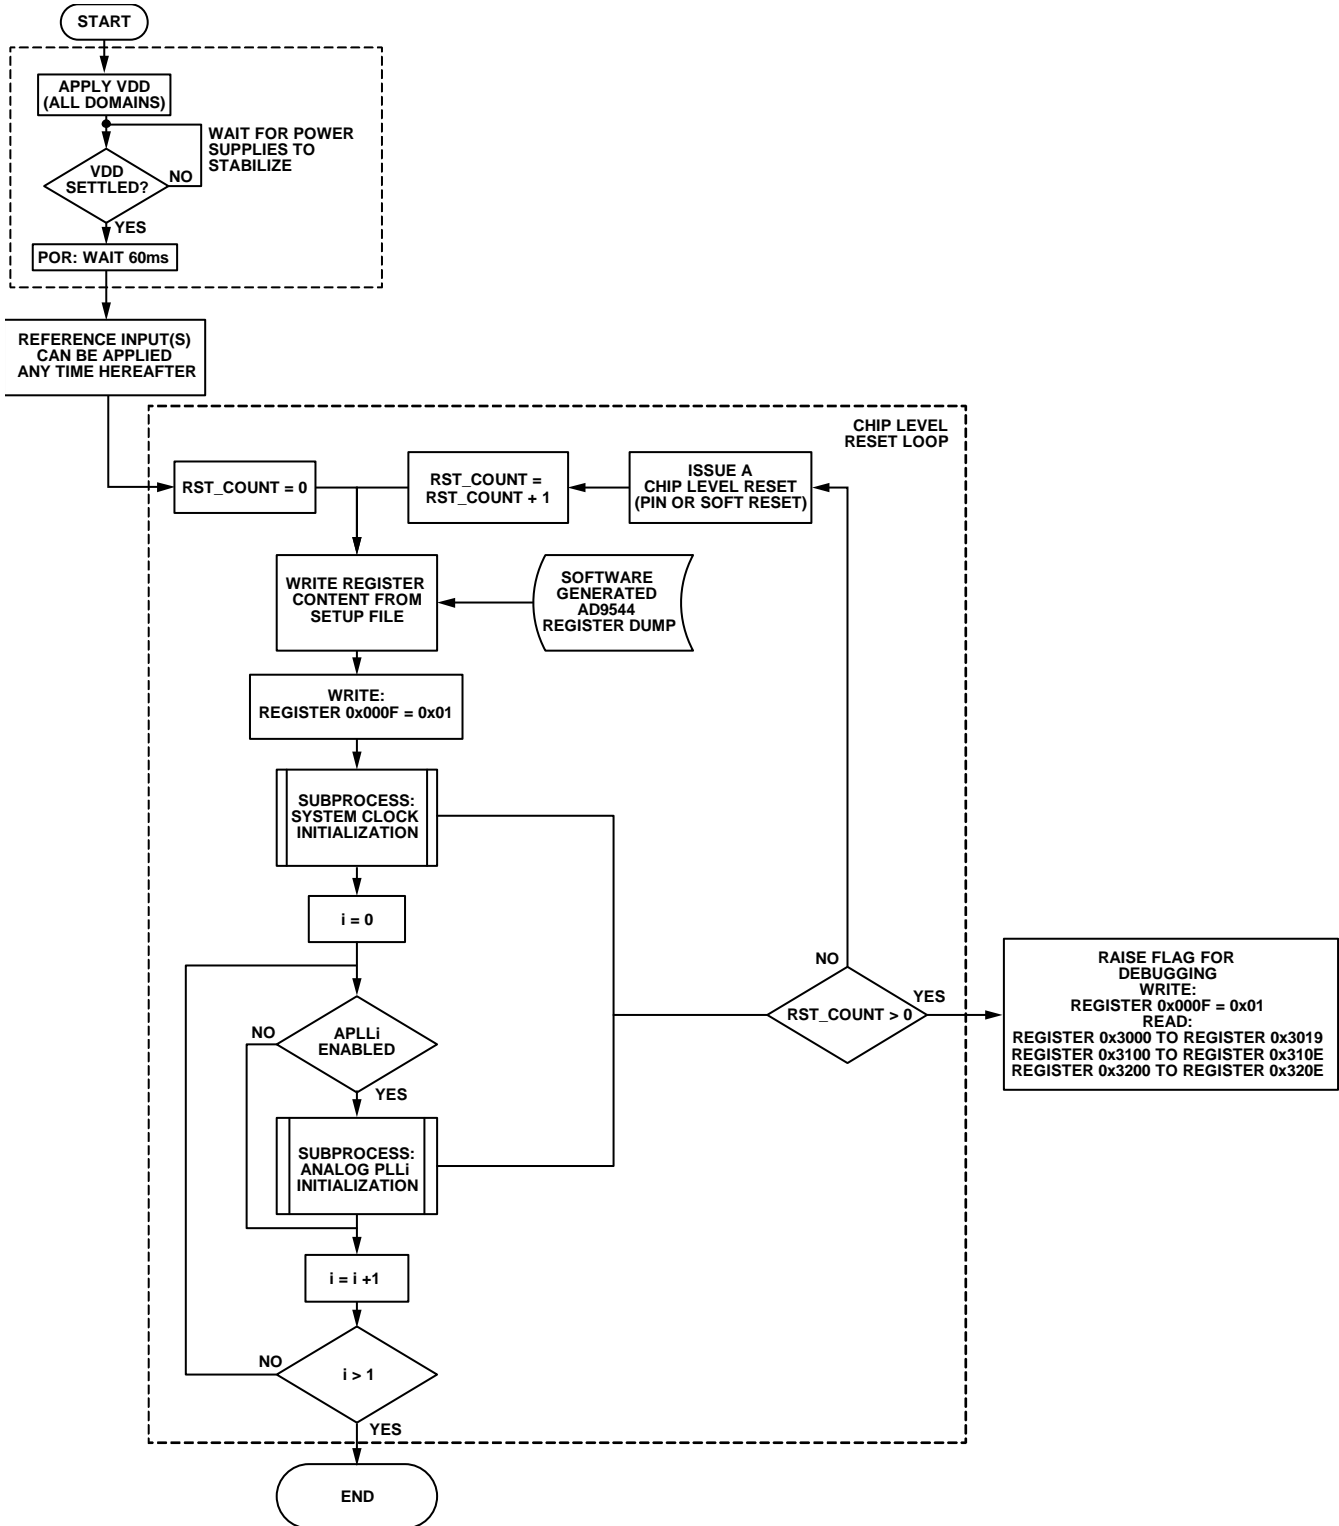 START
APPLY VDD
(ALL DOMAINS)
WAIT FOR POWER
SUPPLIES TO
STABILIZE
VDD
SETTLED?
NO
YES
POR: WAIT 60ms
REFERENCE INPUT(S)
CAN BE APPLIED
ANY TIME HEREAFTER
CHIP LEVEL
RESET LOOP
RST_COUNT = 0
RST_COUNT =
RST_COUNT + 1
ISSUE A
CHIP LEVEL RESET
(PIN OR SOFT RESET)
WRITE REGISTER
CONTENT FROM
SETUP FILE
SOFTWARE
GENERATED
AD9544
REGISTER DUMP
WRITE:
REGISTER 0x000F = 0x01
SUBPROCESS:
SYSTEM CLOCK
INITIALIZATION
i = 0
NO
APLLi
ENABLED
YES
NO
RST_COUNT > 0
YES
RAISE FLAG FOR
DEBUGGING
WRITE:
REGISTER 0x000F = 0x01
READ:
REGISTER 0x3000 TO REGISTER 0x3019
REGISTER 0x3100 TO REGISTER 0x310E
REGISTER 0x3200 TO REGISTER 0x320E
SUBPROCESS:
ANALOG PLLi
INITIALIZATION
i = i +1
NO
i > 1
YES
END